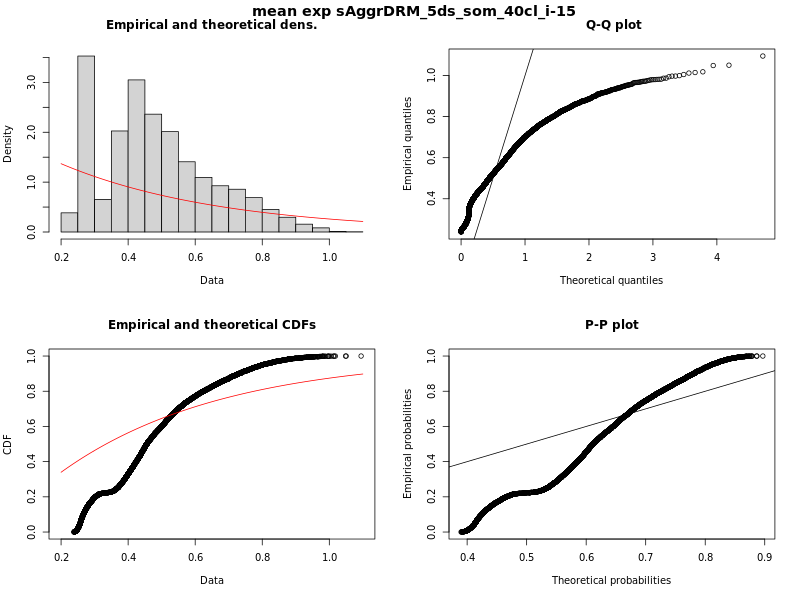 mean exp sAggrDRM_5ds_som_40cl_i-15
Empirical and theoretical dens.
Density
0.0 1.0 2.0 3.0
0.2 0.4 0.6 0.8 1.0
Data
Q-Q plot
Empirical quantiles
0.4 0.6 0.8 1.0
0 1 2 3 4
Theoretical quantiles
Empirical and theoretical CDFs
CDF
0.0 0.2 0.4 0.6 0.8 1.0
0.2 0.4 0.6 0.8 1.0
Data
P-P plot
Empirical probabilities
0.0 0.2 0.4 0.6 0.8 1.0
0.4 0.5 0.6 0.7 0.8 0.9
Theoretical probabilities